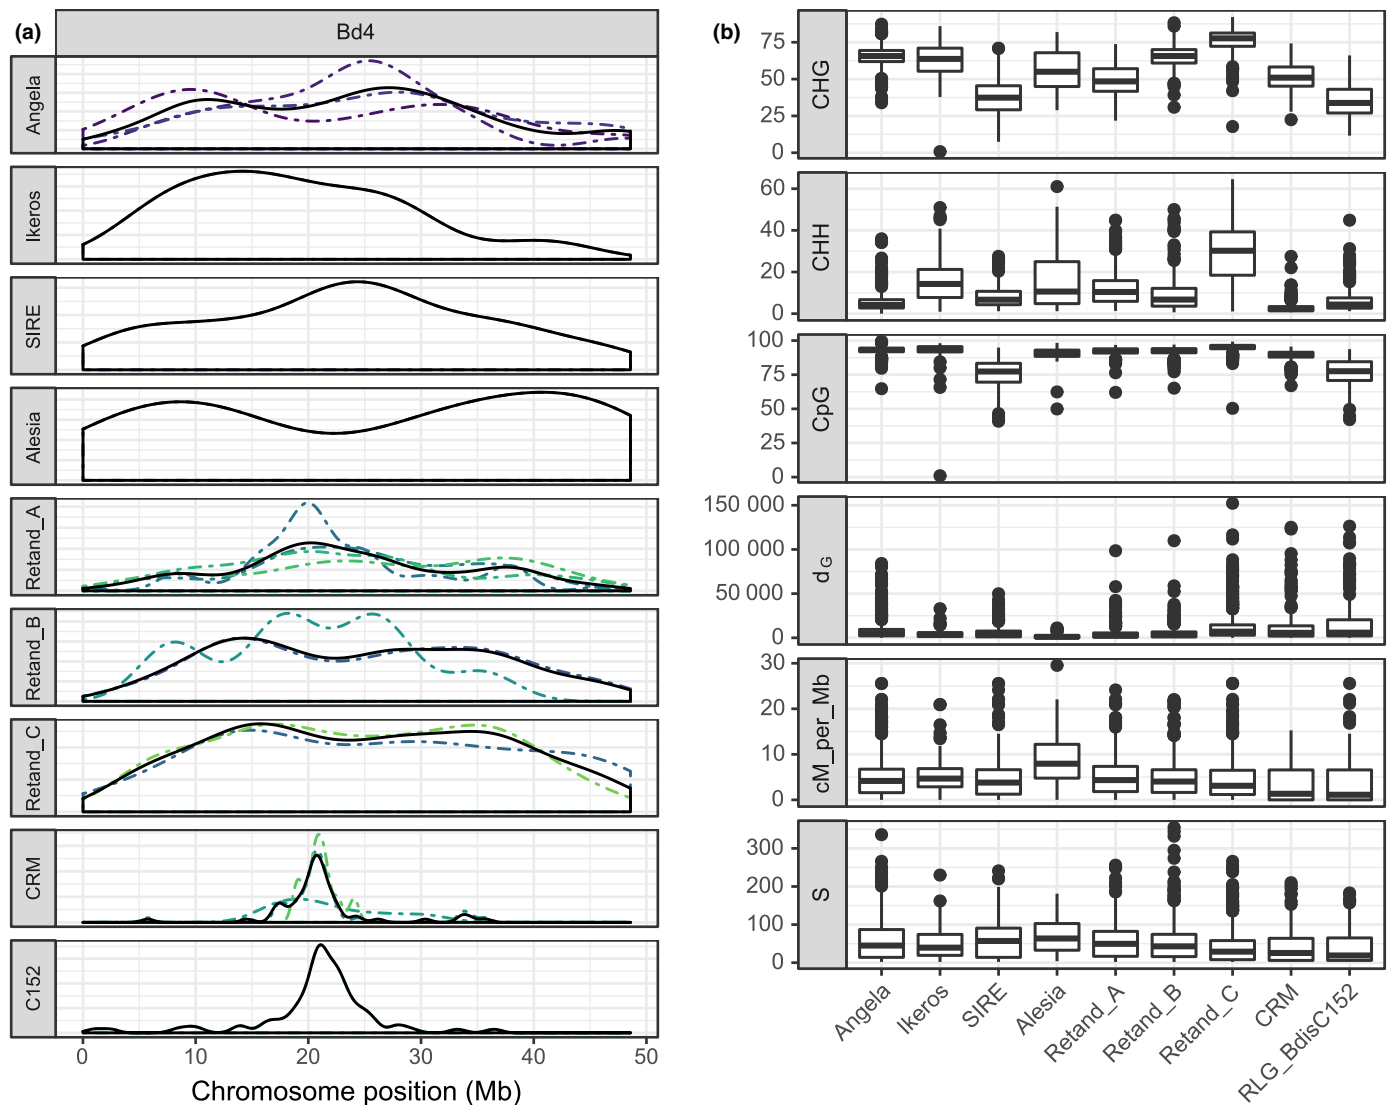 (a)
Bd4
Angela
Ikeros
SIRE
Alesia
Retand_A
Retand_B
Retand_C
CRM
C152
0 10 20 30 40 50
Chromosome position (Mb)
(b)
CHG
75
50
25
0
CHH
60
40
20
0
CpG
100
75
50
25
0
dG
150 000
100 000
50 000
0
cM_per_Mb
30
20
10
0
S
300
200
100
0
Angela
Ikeros
SIRE
Alesia
Retand_A
Retand_B
Retand_C
CRM
RLG_BdisC152